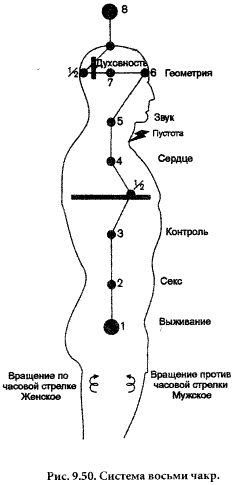 8
Духовность
1/2
7
6
Геометрия
5
Звук
Пустота
4
Сердце
1/2
3
Контроль
2
Секс
1
Выживание
Вращение по
часовой стрелке
Женское
Вращение против
часовой стрелки
Мужское
Рис. 9.50. Система восьми чакр.